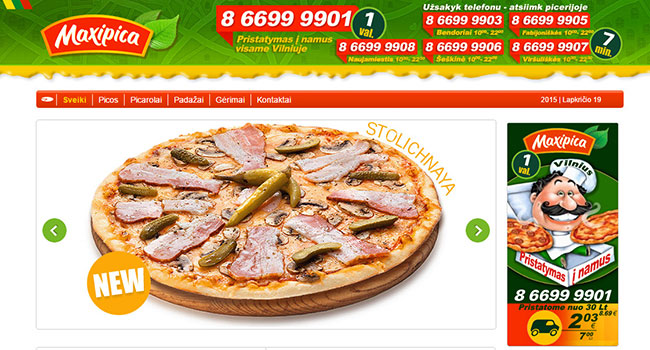 Maxipica
8 6699 9901
Pristatymas į namus
visame Vilniuje
1
val.
Užsakyk telefonu - atsiimk picerijoje
8 6699 9903
Bendoriai 10⁰⁰- 22⁰⁰
8 6699 9905
Fabijoniškės 10⁰⁰- 22⁰⁰
8 6699 9908
Naujamiestis 10⁰⁰- 22⁰⁰
8 6699 9906
Šeškinė 10⁰⁰- 22⁰⁰
8 6699 9907
Viršuliškės 10⁰⁰- 22⁰⁰
7
min.
Sveiki | Picos | Picarolai | Padažai | Gėrimai | Kontaktai
2015 | Lapkričio 19
STOLICHNAYA
NEW
Maxipica
1
val.
Vilnius
Pristatymas
į namus
8 6699 9901
Pristatome nuo 30 Lt
8.69 €
2 03 €
7 00